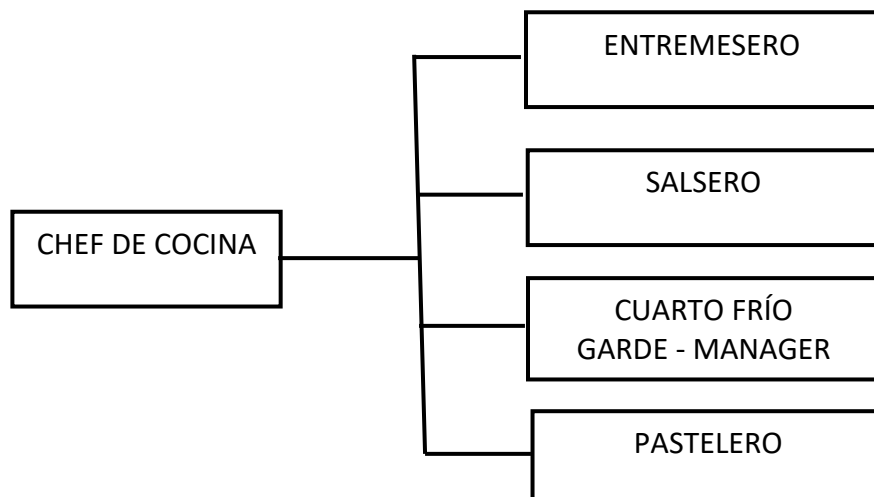 ENTREMESERO
SALSERO
CHEF DE COCINA
CUARTO FRÍO
GARDE - MANAGER
PASTELERO